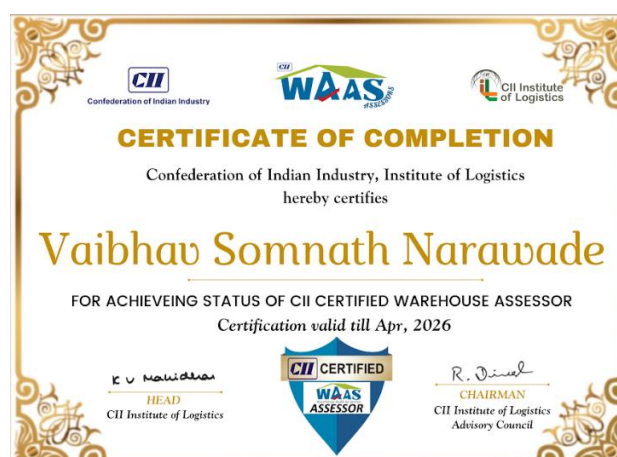 CII
Confederation of Indian Industry
CII
WAAS
ASSESSORS
CII Institute
of Logistics
CERTIFICATE OF COMPLETION
Confederation of Indian Industry, Institute of Logistics
hereby certifies
Vaibhav Somnath Narawade
FOR ACHIEVEING STATUS OF CII CERTIFIED WAREHOUSE ASSESSOR
Certification valid till Apr, 2026
CII CERTIFIED
WAAS
ASSESSOR
K V Mahidhar
HEAD
CII Institute of Logistics
R. Dinesh
CHAIRMAN
CII Institute of Logistics
Advisory Council